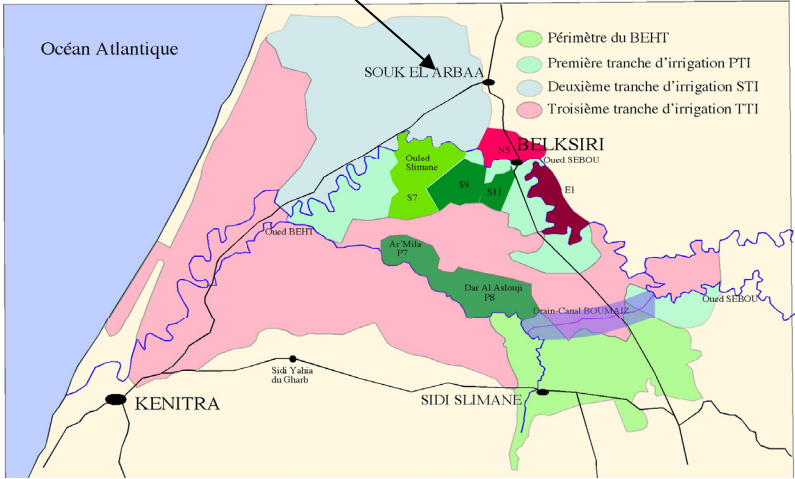 Océan Atlantique
Périmètre du BEHT
Première tranche d'irrigation PTI
Deuxième tranche d'irrigation STI
Troisième tranche d'irrigation TTI
SOUK EL ARBAA
BELKSIRI
N5
Oued SEBOU
Ouled
Slimane
S7
S9
S11
E1
Oued BEHT
Ar'Mila
P7
Dar Al Aslouji
P8
Drain-Canal BOUMAIZ
Oued SEBOU
Sidi Yahia
du Gharb
KENITRA
SIDI SLIMANE